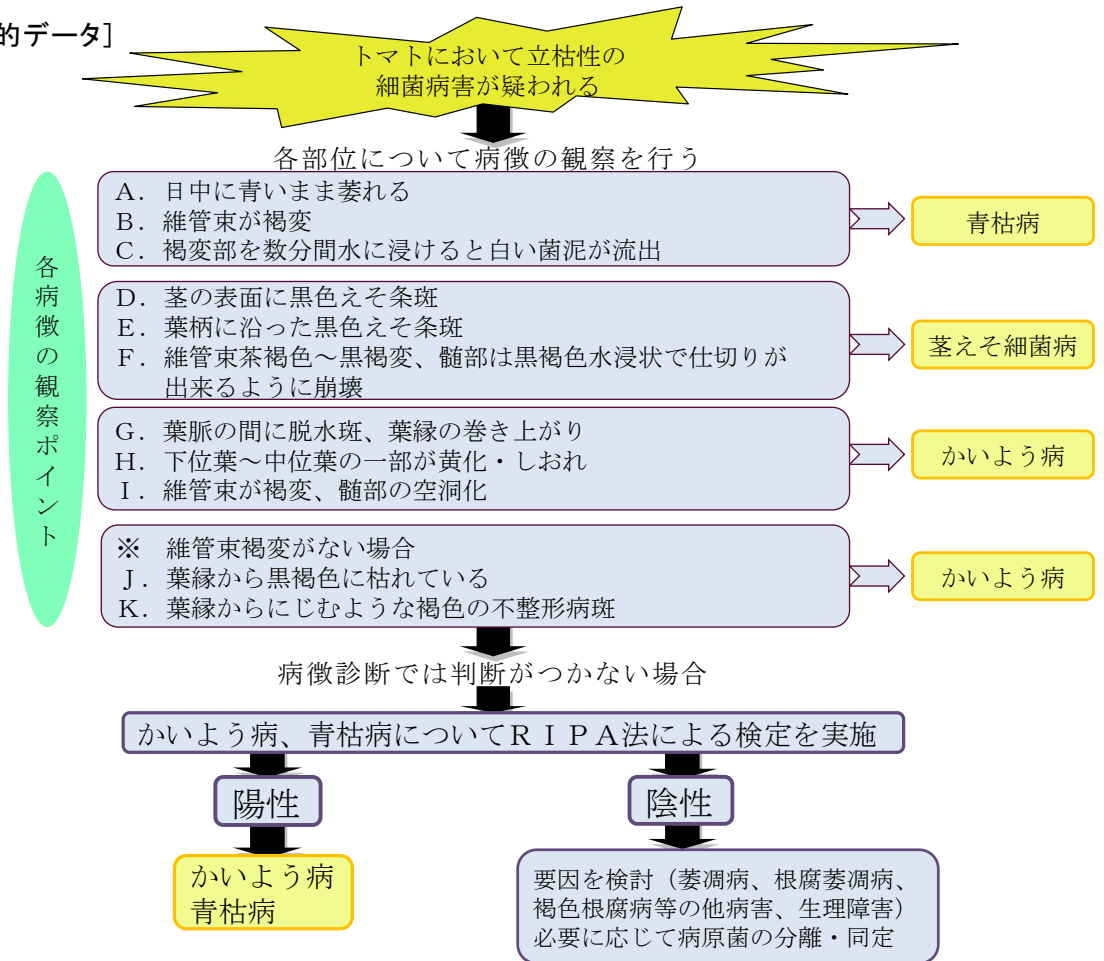 的データ]
トマトにおいて立枯性の
細菌病害が疑われる
各部位について病徴の観察を行う
各病徴の観察ポイント
A．日中に青いまま萎れる
B．維管束が褐変
C．褐変部を数分間水に浸けると白い菌泥が流出
青枯病
D．茎の表面に黒色えそ条斑
E．葉柄に沿った黒色えそ条斑
F．維管束茶褐色～黒褐変、髄部は黒褐色水浸状で仕切りが
出来るように崩壊
茎えそ細菌病
G．葉脈の間に脱水斑、葉縁の巻き上がり
H．下位葉～中位葉の一部が黄化・しおれ
I．維管束が褐変、髄部の空洞化
かいよう病
※　維管束褐変がない場合
J．葉縁から黒褐色に枯れている
K．葉縁からにじむような褐色の不整形病斑
かいよう病
病徴診断では判断がつかない場合
かいよう病、青枯病についてＲＩＰＡ法による検定を実施
陽性
陰性
かいよう病
青枯病
要因を検討（萎凋病、根腐萎凋病、
褐色根腐病等の他病害、生理障害）
必要に応じて病原菌の分離・同定